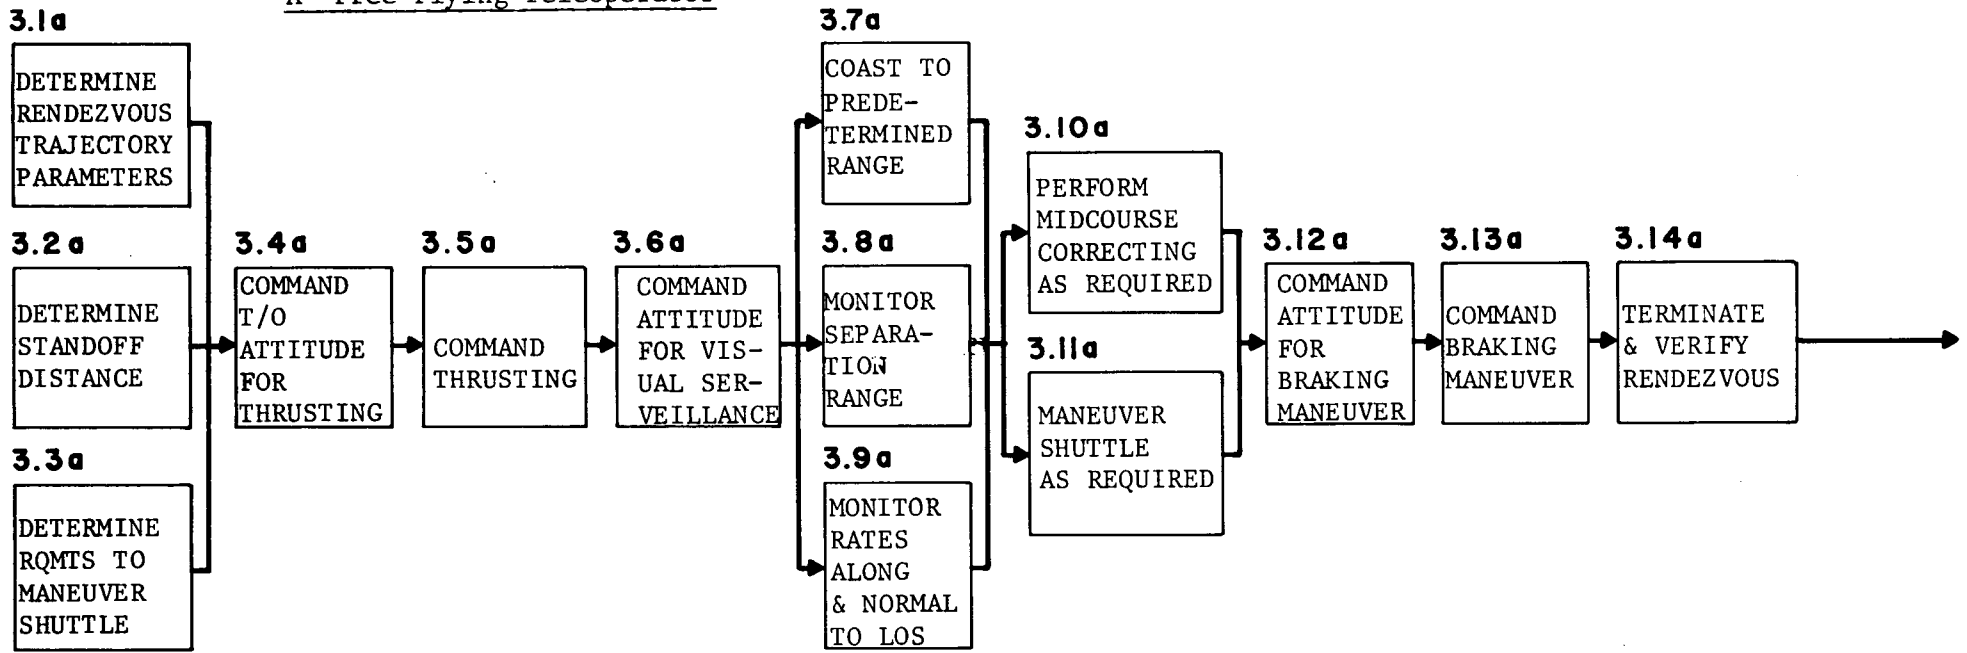 3.1a
DETERMINE
RENDEZVOUS
TRAJECTORY
PARAMETERS
3.2a
DETERMINE
STANDOFF
DISTANCE
3.3a
DETERMINE
RQMTS TO
MANEUVER
SHUTTLE
3.4a
COMMAND
T/O
ATTITUDE
FOR
THRUSTING
3.5a
COMMAND
THRUSTING
3.6a
COMMAND
ATTITUDE
FOR VIS-
UAL SER-
VEILLANCE
3.7a
COAST TO
PREDE-
TERMINED
RANGE
3.8a
MONITOR
SEPARA-
TION
RANGE
3.9a
MONITOR
RATES
ALONG
& NORMAL
TO LOS
3.10a
PERFORM
MIDCOURSE
CORRECTING
AS REQUIRED
3.11a
MANEUVER
SHUTTLE
AS REQUIRED
3.12a
COMMAND
ATTITUDE
FOR
BRAKING
MANEUVER
3.13a
COMMAND
BRAKING
MANEUVER
3.14a
TERMINATE
& VERIFY
RENDEZVOUS